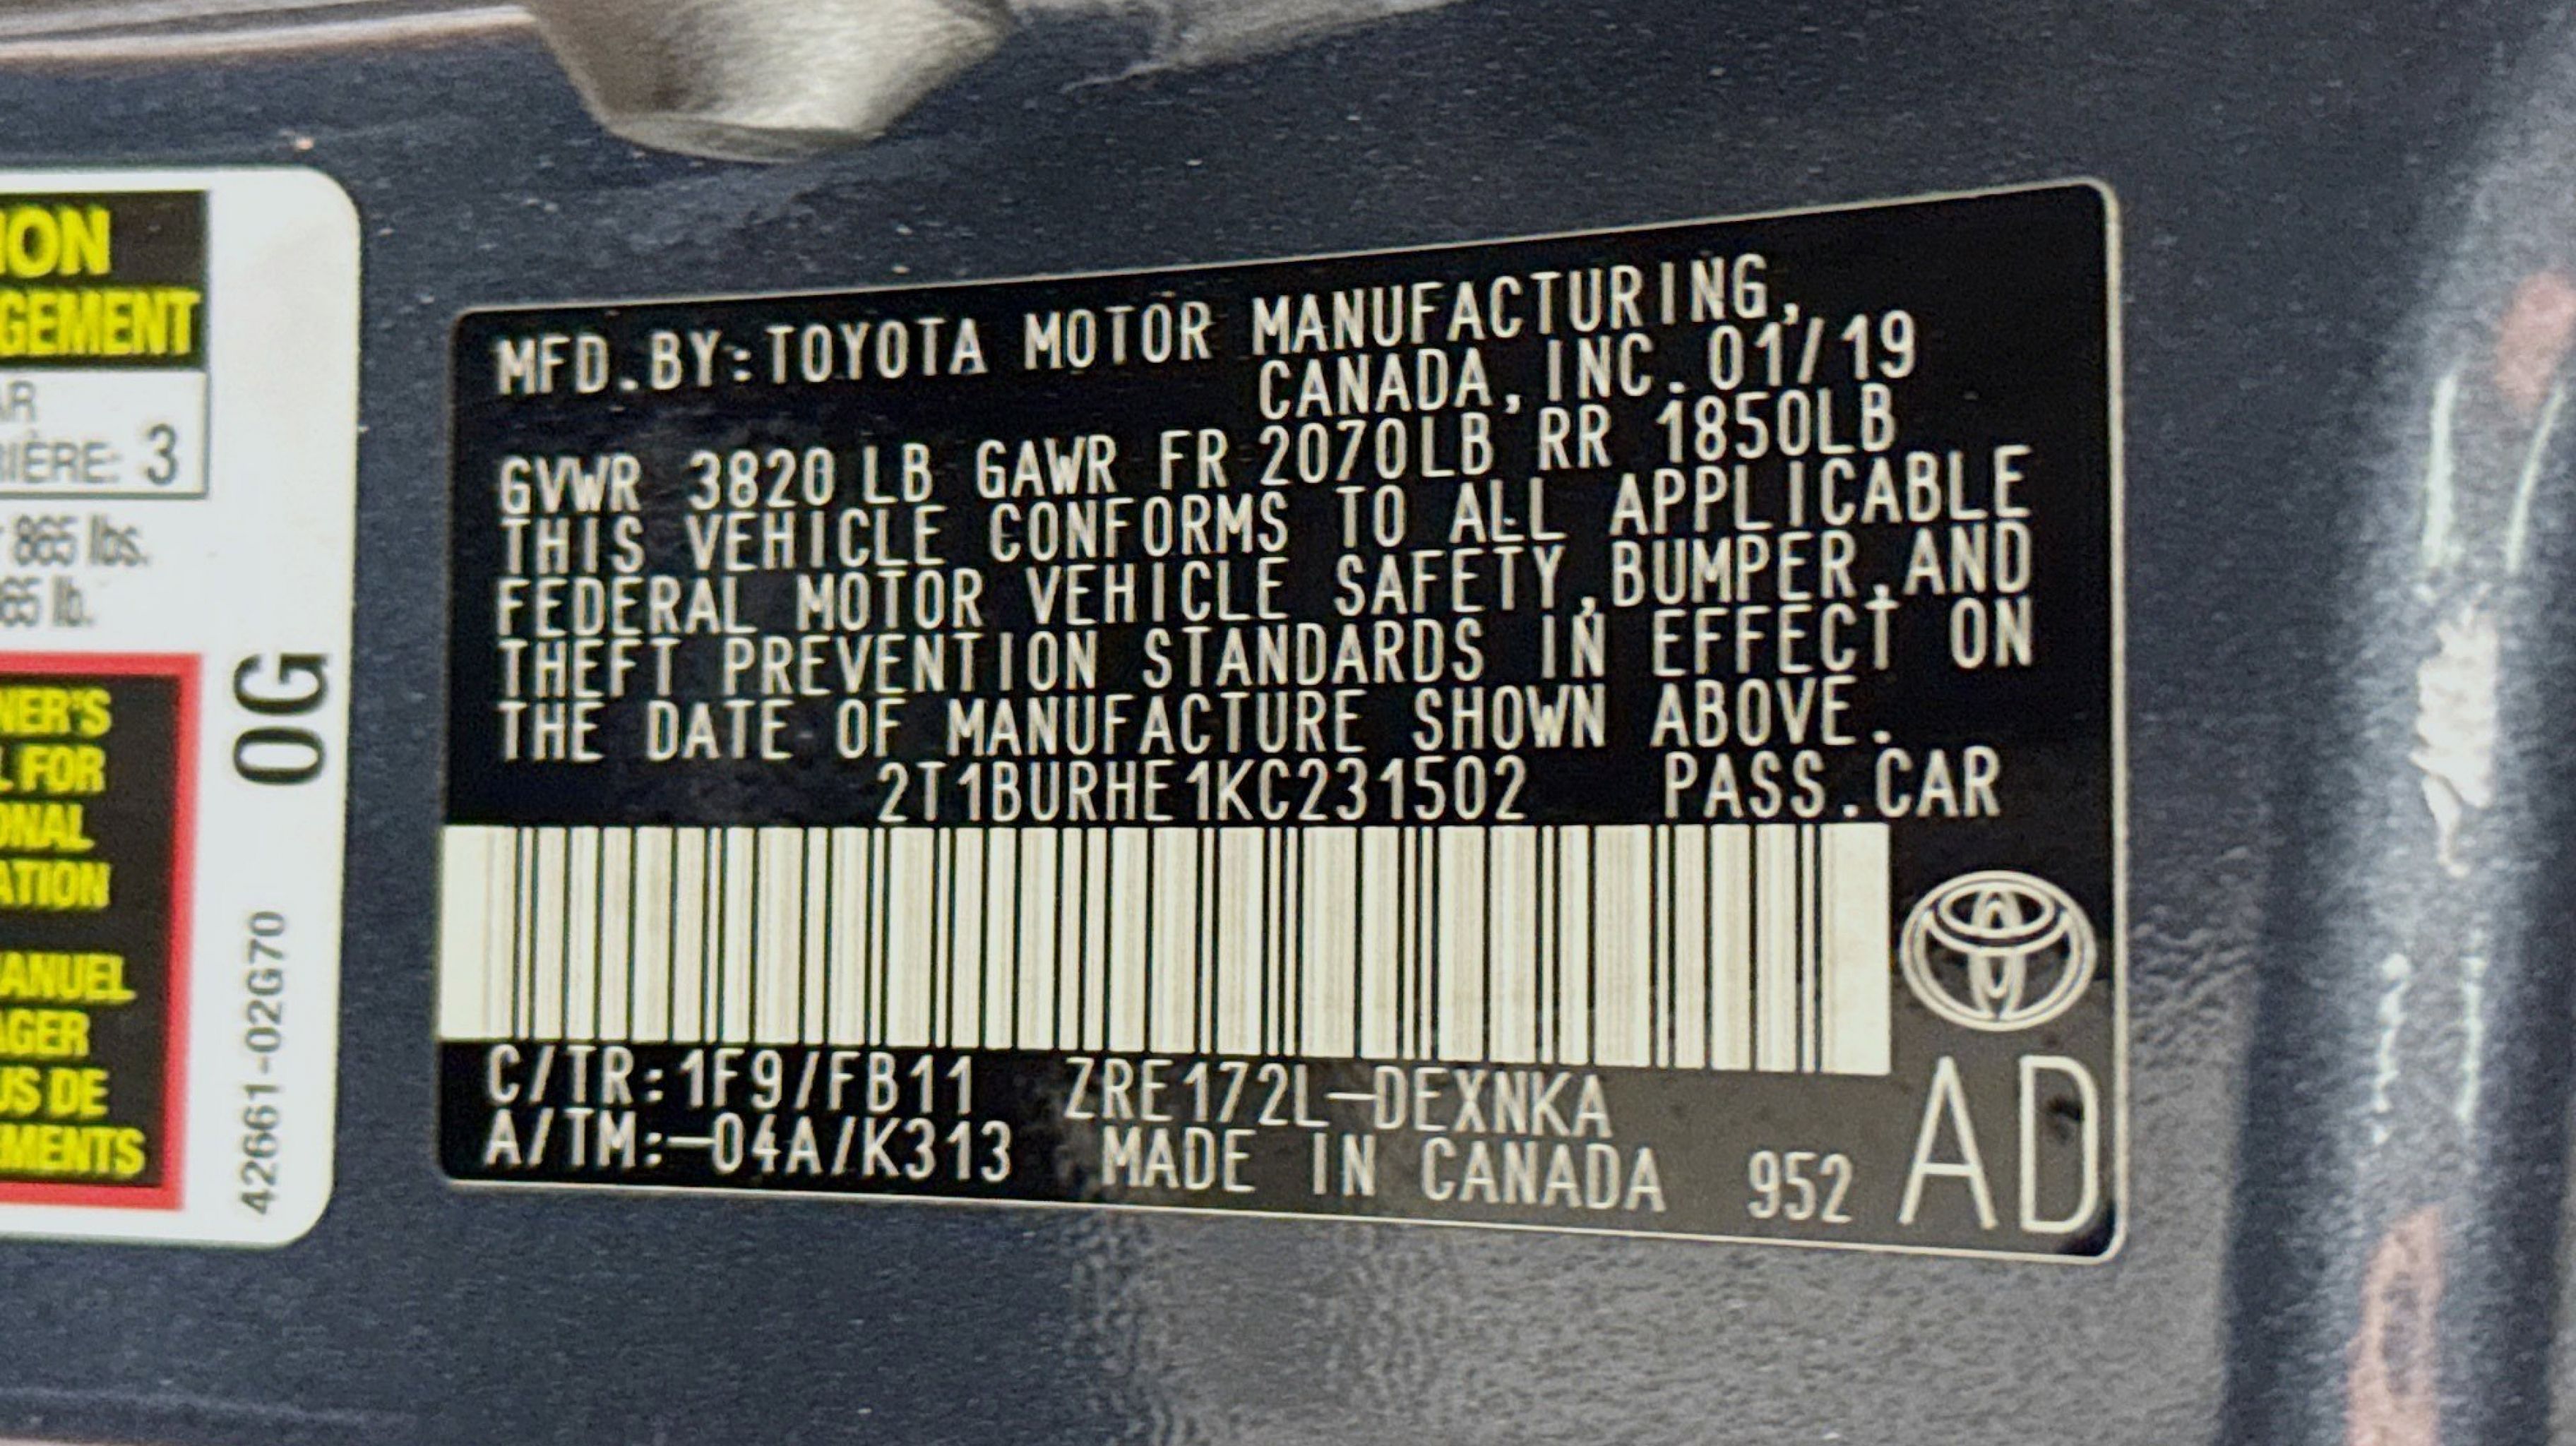 ION
GEMENT
AR
IÈRE: 3
865 lbs.
65 lb.
NER'S
L FOR
ONAL
ATION
ANUEL
AGER
US DE
EMENTS
0G
42661-02G70
MFD.BY:TOYOTA MOTOR MANUFACTURING,
CANADA, INC. 01/19
GVWR 3820 LB GAWR FR 2070LB RR 1850LB
THIS VEHICLE CONFORMS TO ALL APPLICABLE
FEDERAL MOTOR VEHICLE SAFETY,BUMPER,AND
THEFT PREVENTION STANDARDS IN EFFECT ON
THE DATE OF MANUFACTURE SHOWN ABOVE.
2T1BURHE1KC231502 PASS.CAR
C/TR:1F9/FB11 ZRE172L-DEXNKA
A/TM:-04A/K313 MADE IN CANADA 952 AD